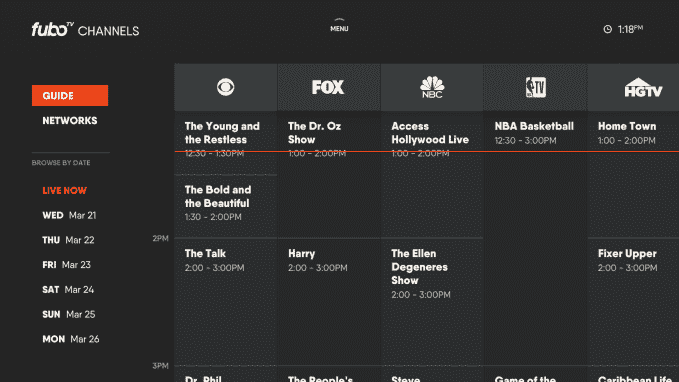 fuboTV CHANNELS
MENU
1:18PM
GUIDE
NETWORKS
BROWSE BY DATE
LIVE NOW
WED Mar 21
THU Mar 22
FRI Mar 23
SAT Mar 24
SUN Mar 25
MON Mar 26
2PM
3PM
The Young and
the Restless
12:30 - 1:30PM
The Bold and
the Beautiful
1:30 - 2:00PM
The Talk
2:00 - 3:00PM
Dr. Phil
FOX
The Dr. Oz
Show
1:00 - 2:00PM
Harry
2:00 - 3:00PM
The People's
NBC
Access
Hollywood Live
1:00 - 2:00PM
The Ellen
Degeneres
Show
2:00 - 3:00PM
Steve
TV
NBA Basketball
12:30 - 3:00PM
Game of the
HGTV
Home Town
1:00 - 2:00PM
Fixer Upper
2:00 - 3:00PM
Caribbean Life